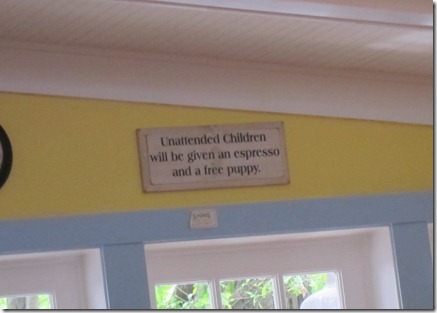 Unattended Children
will be given an espresso
and a free puppy.